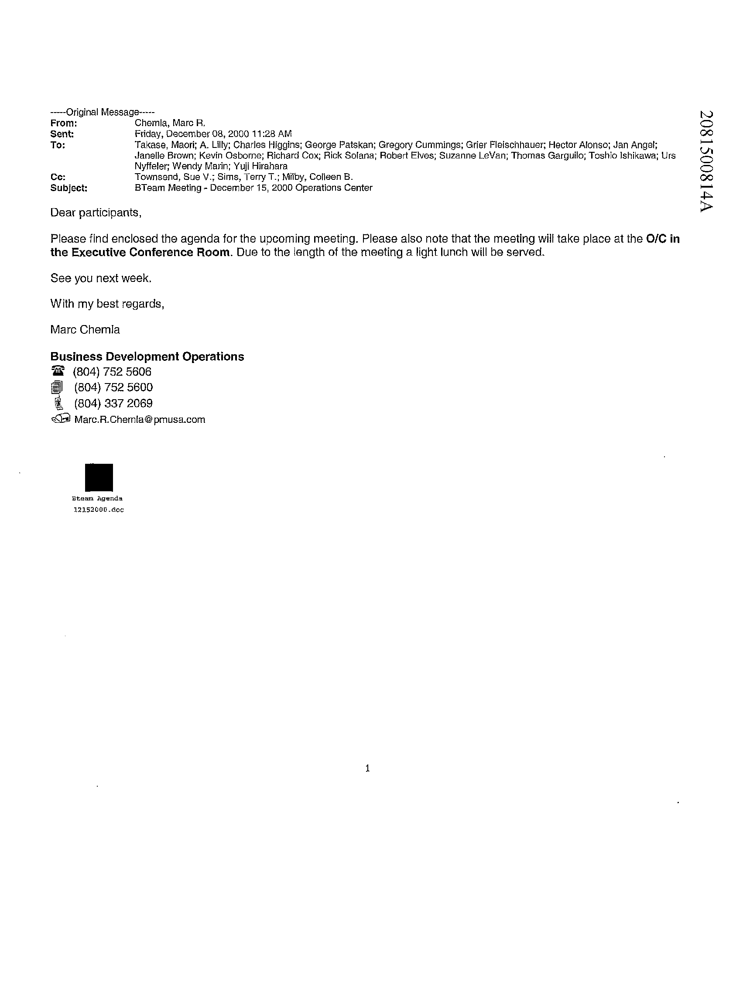 -----Original Message-----
From: Chemla, Marc R.
Sent: Friday, December 08, 2000 11:28 AM
To: Takase, Maori; A. Lilly; Charles Higgins; George Patskan; Gregory Cummings; Grier Fleischhauer; Hector Alonso; Jan Angel;
Janelle Brown; Kevin Osborne; Richard Cox; Rick Solana; Robert Elves; Suzanne LeVan; Thomas Garguilo; Toshio Ishikawa; Urs
Nyffeler; Wendy Marin; Yuji Hirahara
Cc: Townsand, Sue V.; Sims, Terry T.; Milby, Colleen B.
Subject: BTeam Meeting - December 15, 2000 Operations Center
Dear participants,
Please find enclosed the agenda for the upcoming meeting. Please also note that the meeting will take place at the O/C in
the Executive Conference Room. Due to the length of the meeting a light lunch will be served.
See you next week.
With my best regards,
Marc Chemla
Business Development Operations
(804) 752 5606
(804) 752 5600
(804) 337 2069
Marc.R.Chemla@pmusa.com
Bteam Agenda
12152000.doc
1
2081500814A